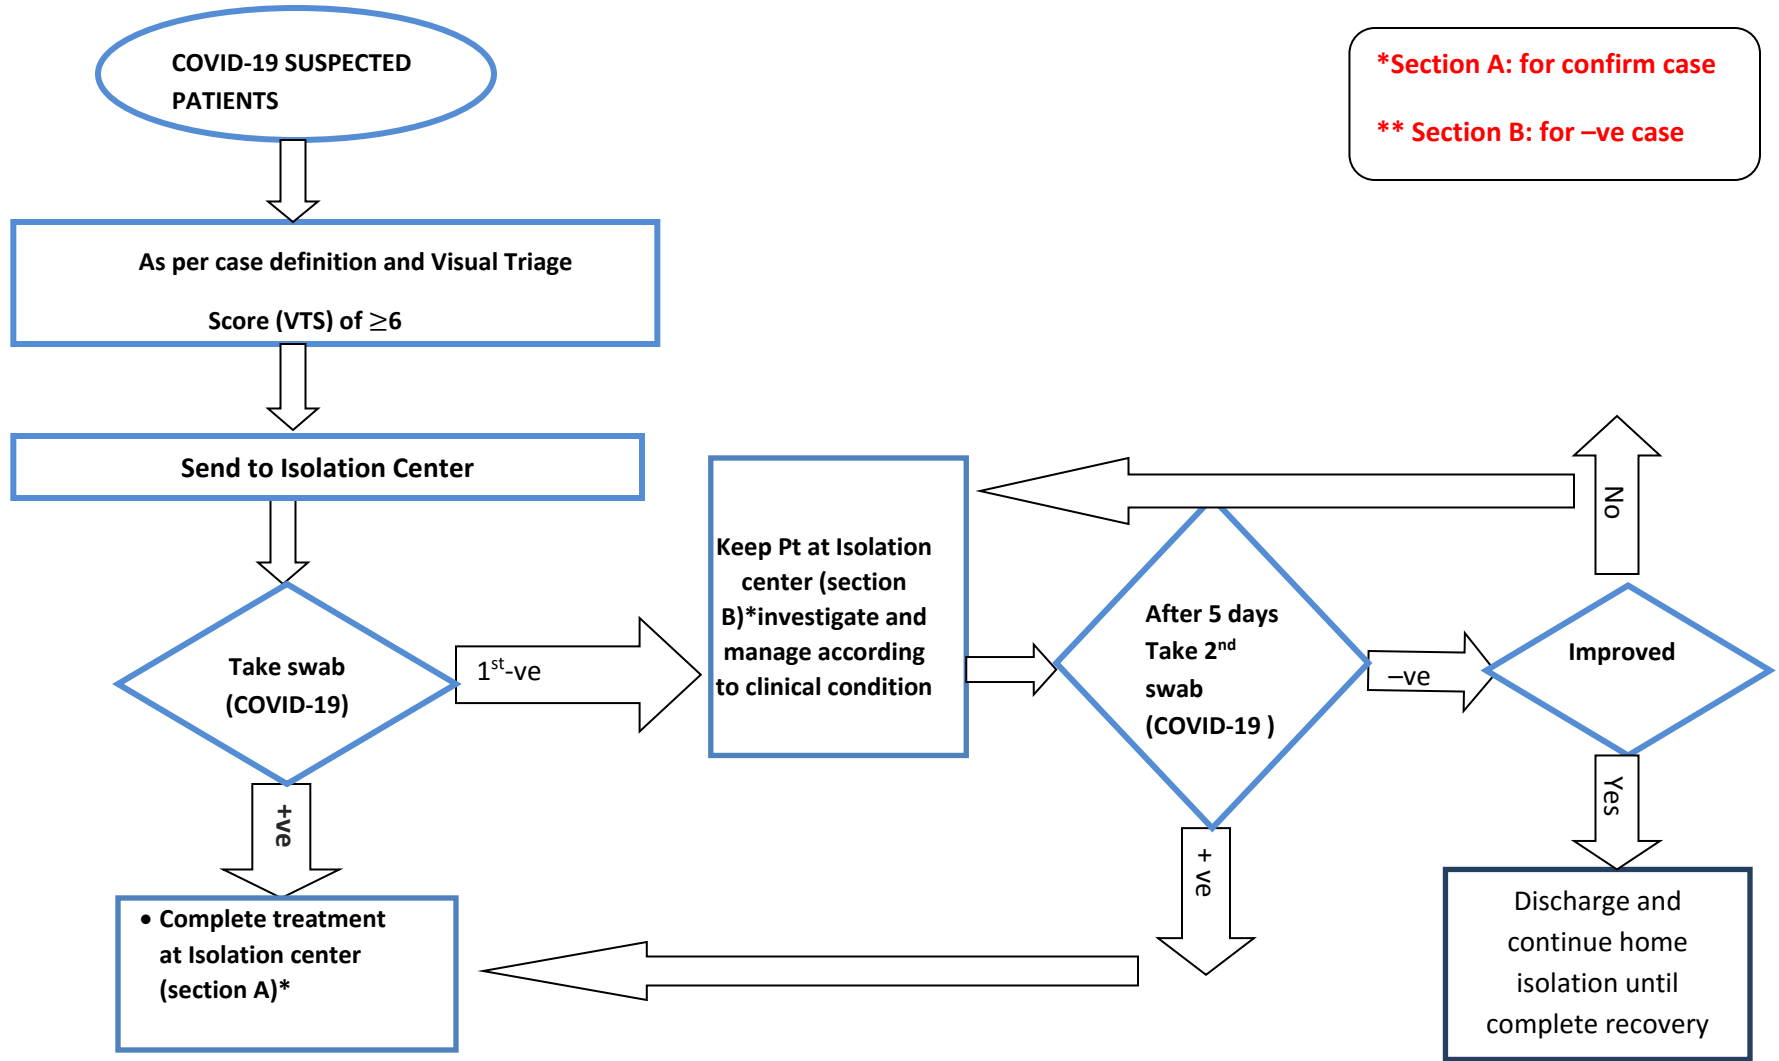 COVID-19 SUSPECTED
PATIENTS
*Section A: for confirm case
** Section B: for –ve case
As per case definition and Visual Triage
Score (VTS) of ≥6
Send to Isolation Center
Take swab
(COVID-19)
1st-ve
+ve
Keep Pt at Isolation
center (section
B)*investigate and
manage according
to clinical condition
After 5 days
Take 2nd
swab
(COVID-19 )
–ve
+ ve
Improved
No
Yes
• Complete treatment
at Isolation center
(section A)*
Discharge and
continue home
isolation until
complete recovery